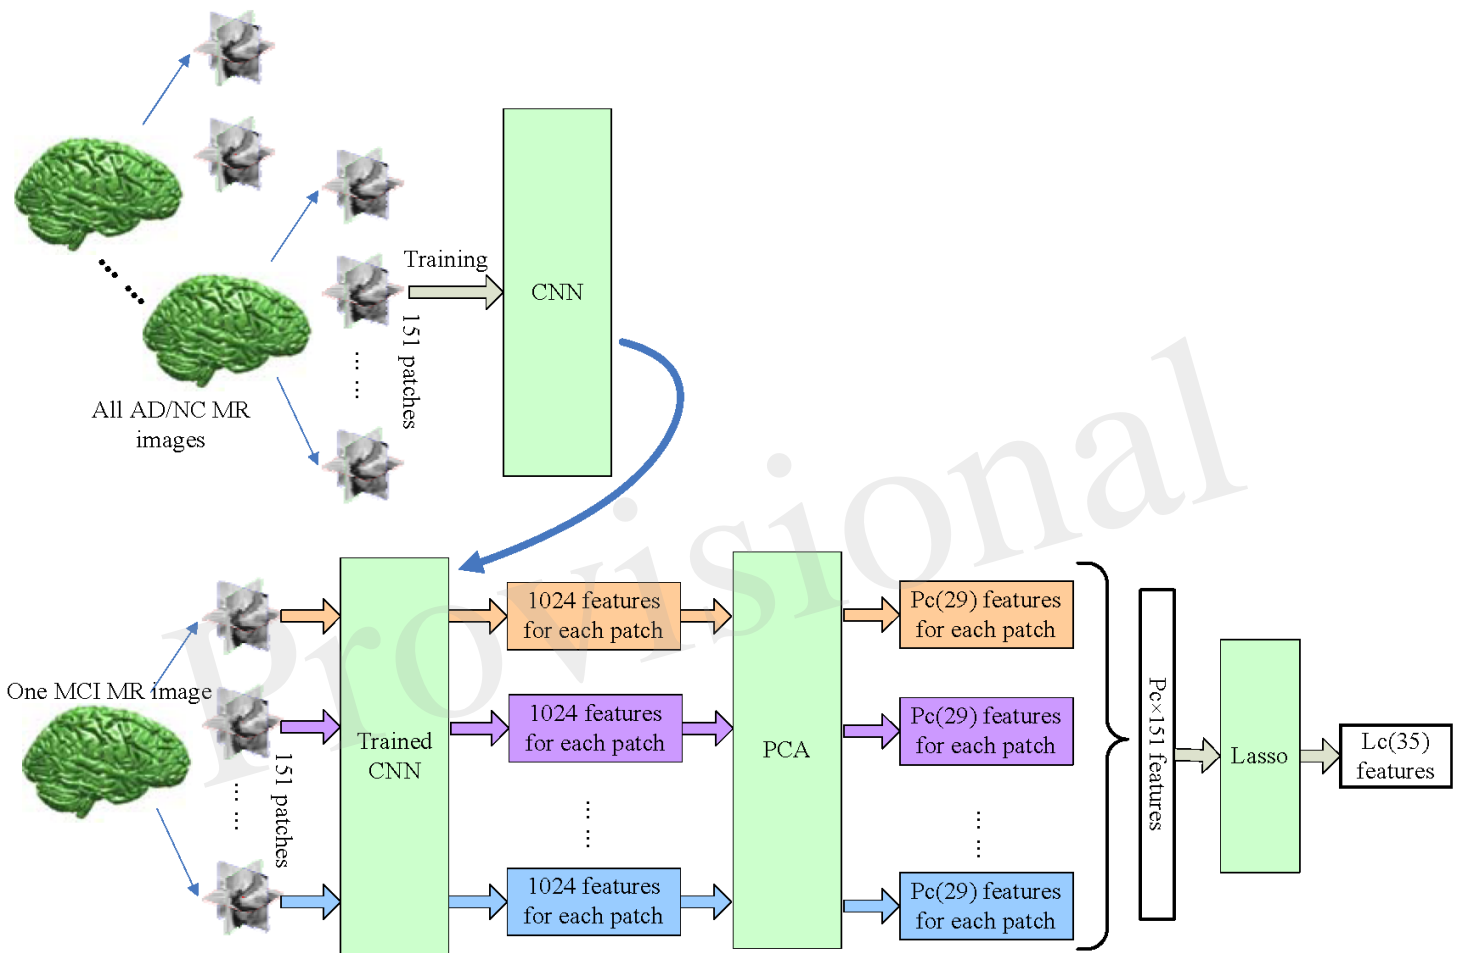 Training
CNN
151 patches
All AD/NC MR
images
Provisional
One MCI MR image
151 patches
Trained
CNN
1024 features
for each patch
1024 features
for each patch
1024 features
for each patch
PCA
Pc(29) features
for each patch
Pc(29) features
for each patch
Pc(29) features
for each patch
Pc×151 features
Lasso
Lc(35)
features